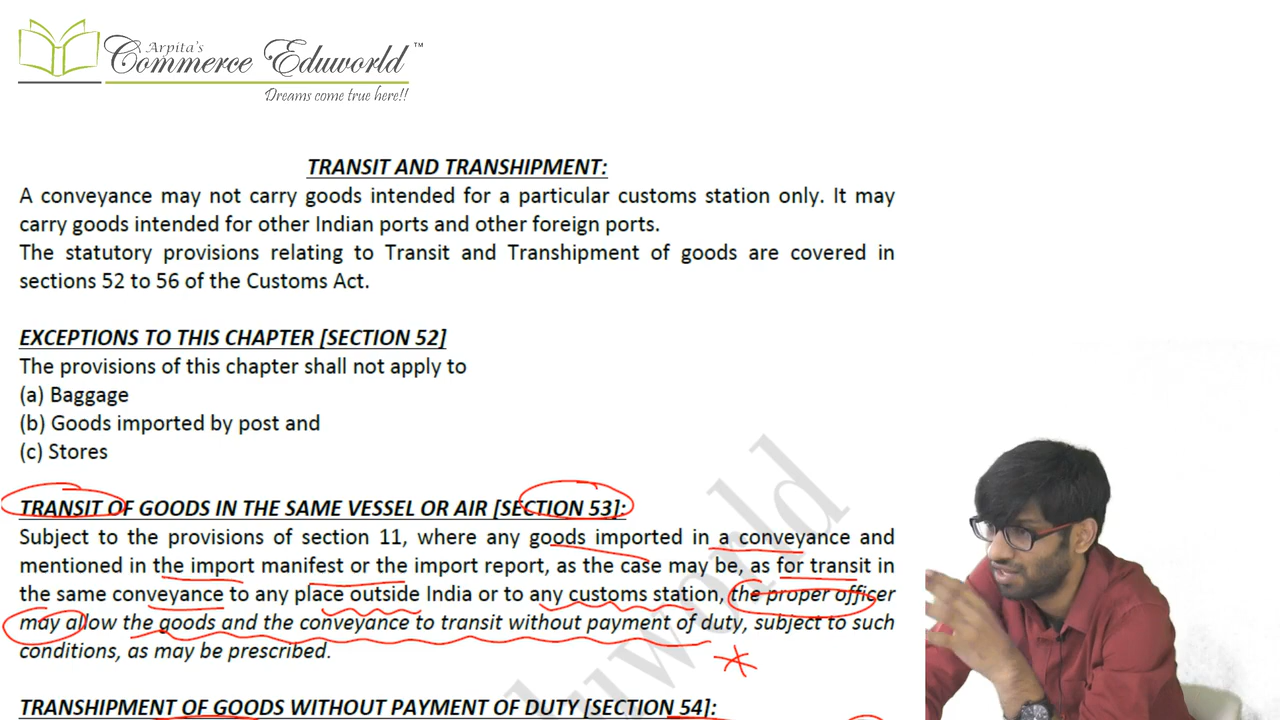 Arpita's
Commerce Eduworld™
Dreams come true here!!
TRANSIT AND TRANSHIPMENT:
A conveyance may not carry goods intended for a particular customs station only. It may
carry goods intended for other Indian ports and other foreign ports.
The statutory provisions relating to Transit and Transhipment of goods are covered in
sections 52 to 56 of the Customs Act.
EXCEPTIONS TO THIS CHAPTER [SECTION 52]
The provisions of this chapter shall not apply to
(a) Baggage
(b) Goods imported by post and
(c) Stores
TRANSIT OF GOODS IN THE SAME VESSEL OR AIR [SECTION 53]:
Subject to the provisions of section 11, where any goods imported in a conveyance and
mentioned in the import manifest or the import report, as the case may be, as for transit in
the same conveyance to any place outside India or to any customs station, the proper officer
may allow the goods and the conveyance to transit without payment of duty, subject to such
conditions, as may be prescribed.
TRANSHIPMENT OF GOODS WITHOUT PAYMENT OF DUTY [SECTION 54]: